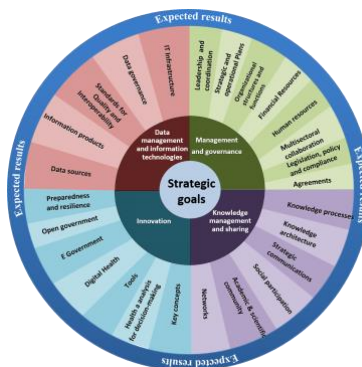 Expected results
IT infrastructure
Data governance
Standards for
Quality and
interoperability
Information products
Data sources
Leadership and
coordination
Strategic and
operational Plans
Organizational
structures and
functions
Financial Resources
Human resources
Multisectoral
collaboration
Legislation, policy
and compliance
Agreements
Data
management
and information
technologies
Management
and governance
Strategic
goals
Innovation
Knowledge
management
and sharing
Preparedness
and resilience
Open government
E Government
Digital Health
Tools
Health a analysis
for decision-making
Key concepts
Knowledge processes
Knowledge
architecture
Strategic
communications
Social participation
Academic & scientific
community
Networks
Expected results
Expected results
Expected results